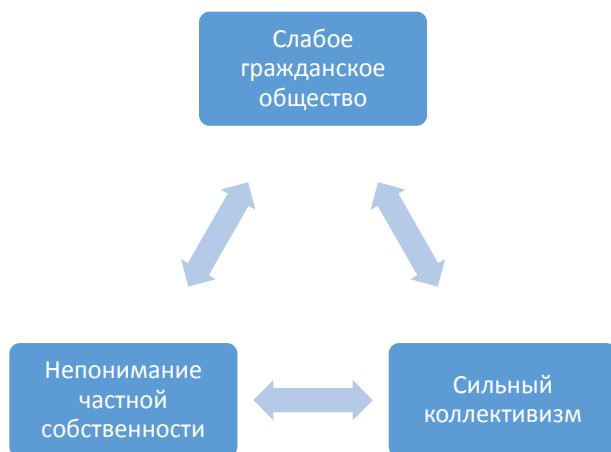 Слабое
гражданское
общество
Непонимание
частной
собственности
Сильный
коллективизм